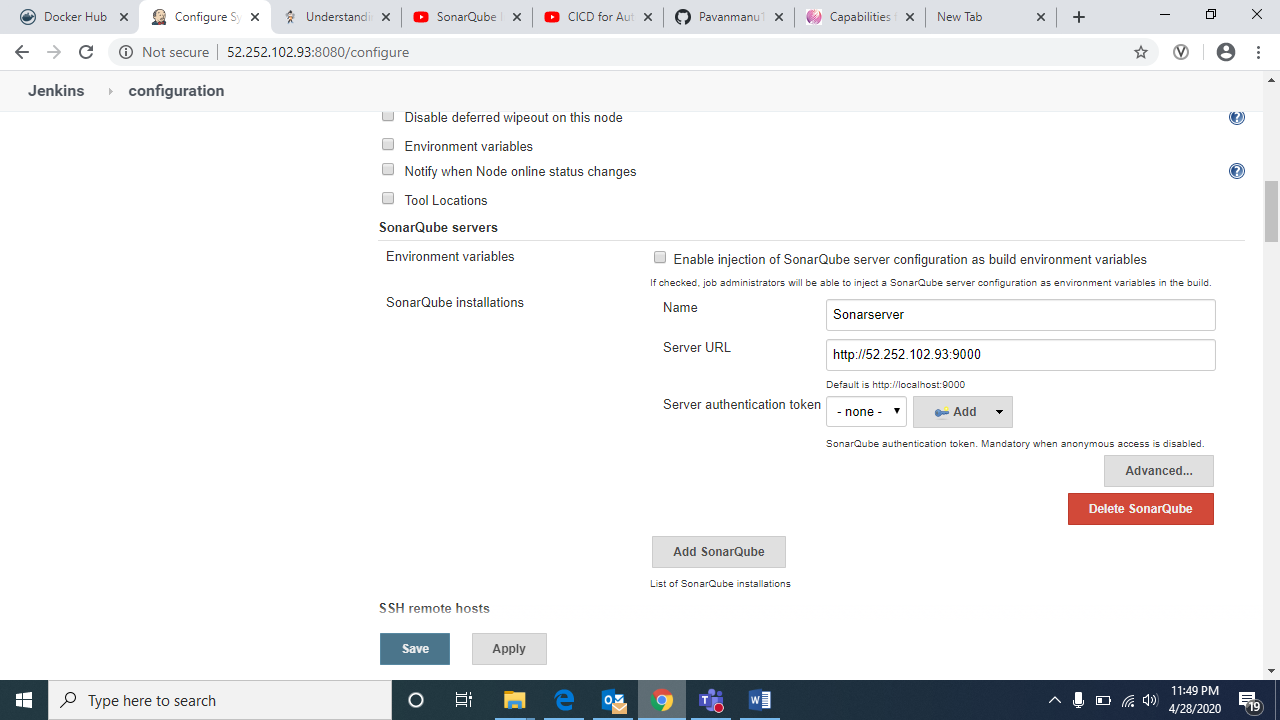 Docker Hub
Configure Sy
Understandin
SonarQube I
CICD for Aut
Pavanmanu1
Capabilities f
New Tab
Not secure | 52.252.102.93:8080/configure
Jenkins configuration
Disable deferred wipeout on this node
Environment variables
Notify when Node online status changes
Tool Locations
SonarQube servers
Environment variables
Enable injection of SonarQube server configuration as build environment variables
If checked, job administrators will be able to inject a SonarQube server configuration as environment variables in the build.
SonarQube installations
Name
Sonarserver
Server URL
http://52.252.102.93:9000
Default is http://localhost:9000
Server authentication token
- none -
Add
SonarQube authentication token. Mandatory when anonymous access is disabled.
Advanced...
Delete SonarQube
Add SonarQube
List of SonarQube installations
SSH remote hosts
Save
Apply
Type here to search
11:49 PM
4/28/2020
19